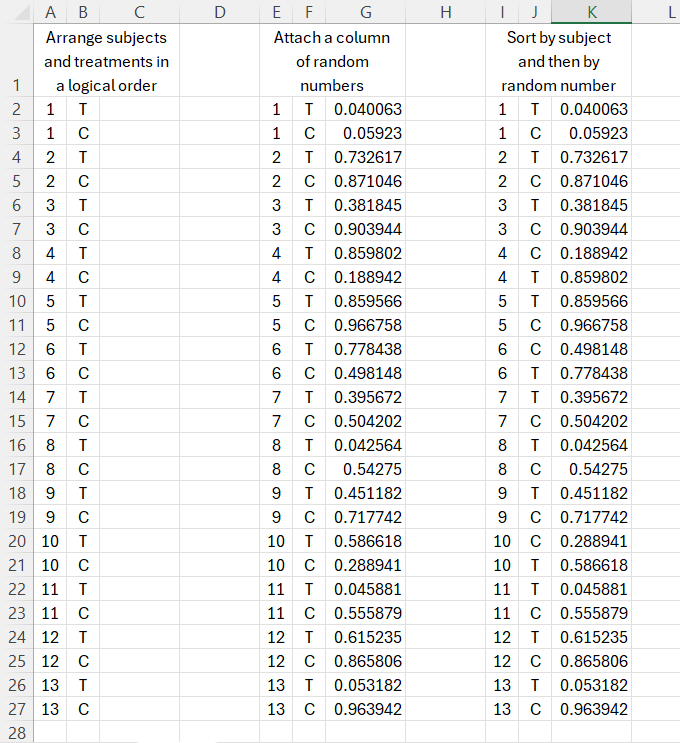 A B C D E F G H I J K L
Arrange subjects Attach a column Sort by subject
and treatments in of random and then by
1 a logical order numbers random number
2 1 T 1 T 0.040063 1 T 0.040063
3 1 C 1 C 0.05923 1 C 0.05923
4 2 T 2 T 0.732617 2 T 0.732617
5 2 C 2 C 0.871046 2 C 0.871046
6 3 T 3 T 0.381845 3 T 0.381845
7 3 C 3 C 0.903944 3 C 0.903944
8 4 T 4 T 0.859802 4 C 0.188942
9 4 C 4 C 0.188942 4 T 0.859802
10 5 T 5 T 0.859566 5 T 0.859566
11 5 C 5 C 0.966758 5 C 0.966758
12 6 T 6 T 0.778438 6 C 0.498148
13 6 C 6 C 0.498148 6 T 0.778438
14 7 T 7 T 0.395672 7 T 0.395672
15 7 C 7 C 0.504202 7 C 0.504202
16 8 T 8 T 0.042564 8 T 0.042564
17 8 C 8 C 0.54275 8 C 0.54275
18 9 T 9 T 0.451182 9 T 0.451182
19 9 C 9 C 0.717742 9 C 0.717742
20 10 T 10 T 0.586618 10 C 0.288941
21 10 C 10 C 0.288941 10 T 0.586618
22 11 T 11 T 0.045881 11 T 0.045881
23 11 C 11 C 0.555879 11 C 0.555879
24 12 T 12 T 0.615235 12 T 0.615235
25 12 C 12 C 0.865806 12 C 0.865806
26 13 T 13 T 0.053182 13 T 0.053182
27 13 C 13 C 0.963942 13 C 0.963942
28